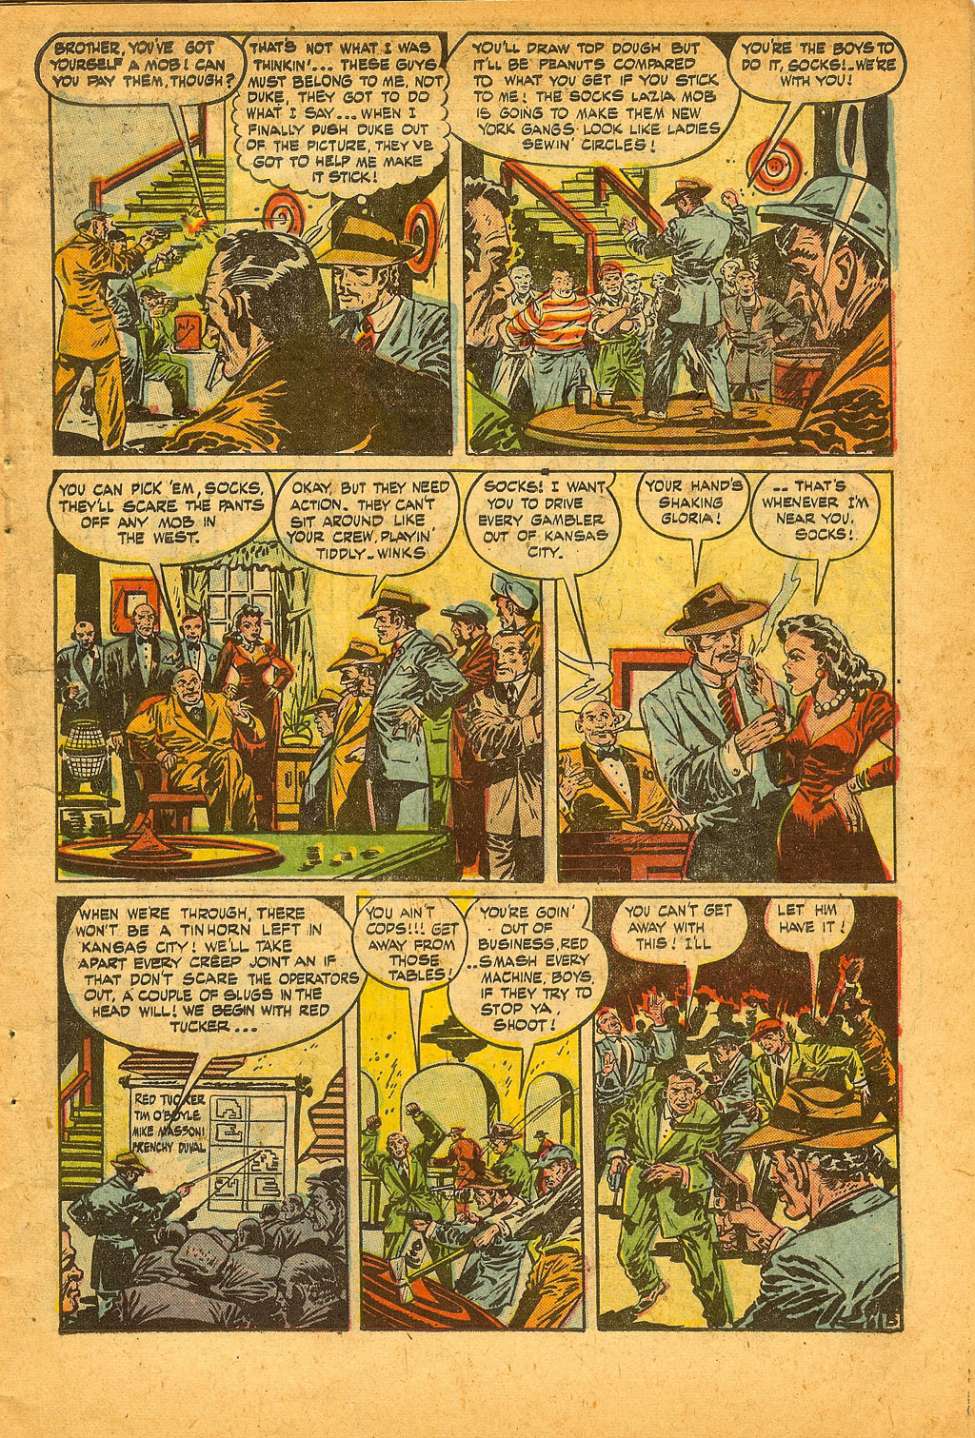 BROTHER, YOU'VE GOT
YOURSELF A MOB! CAN
YOU PAY THEM, THOUGH?
THAT'S NOT WHAT I WAS
THINKIN'... THESE GUYS
MUST BELONG TO ME, NOT
DUKE, THEY GOT TO DO
WHAT I SAY... WHEN I
FINALLY PUSH DUKE OUT
OF THE PICTURE, THEY'VE
GOT TO HELP ME MAKE
IT STICK!
YOU'LL DRAW TOP DOUGH BUT
IT'LL BE PEANUTS COMPARED
TO WHAT YOU GET IF YOU STICK
TO ME! THE SOCKS LAZIA MOB
IS GOING TO MAKE THEM NEW
YORK GANGS LOOK LIKE LADIES
SEWIN' CIRCLES!
YOU'RE THE BOYS TO
DO IT, SOCKS!..WE'RE
WITH YOU!
YOU CAN PICK 'EM, SOCKS,
THEY'LL SCARE THE PANTS
OFF ANY MOB IN
THE WEST.
OKAY, BUT THEY NEED
ACTION. THEY CAN'T
SIT AROUND LIKE
YOUR CREW, PLAYIN'
TIDDLY-WINKS
SOCKS! I WANT
YOU TO DRIVE
EVERY GAMBLER
OUT OF KANSAS
CITY.
YOUR HAND'S
SHAKING
GLORIA!
..THAT'S
WHENEVER I'M
NEAR YOU,
SOCKS!
WHEN WE'RE THROUGH, THERE
WON'T BE A TINHORN LEFT IN
KANSAS CITY! WE'LL TAKE
APART EVERY CREEP JOINT AN IF
THAT DON'T SCARE THE OPERATORS
OUT, A COUPLE OF SLUGS IN THE
HEAD WILL! WE BEGIN WITH RED
TUCKER...
RED TUCKER
TIM O'BOYLE
MIKE MASSONI
FRENCHY DUVAL
YOU AIN'T
COPS!!! GET
AWAY FROM
THOSE
TABLES!
YOU'RE GOIN'
OUT OF
BUSINESS, RED
..SMASH EVERY
MACHINE, BOYS,
IF THEY TRY TO
STOP YA,
SHOOT!
YOU CAN'T GET
AWAY WITH
THIS! I'LL
LET HIM
HAVE IT!